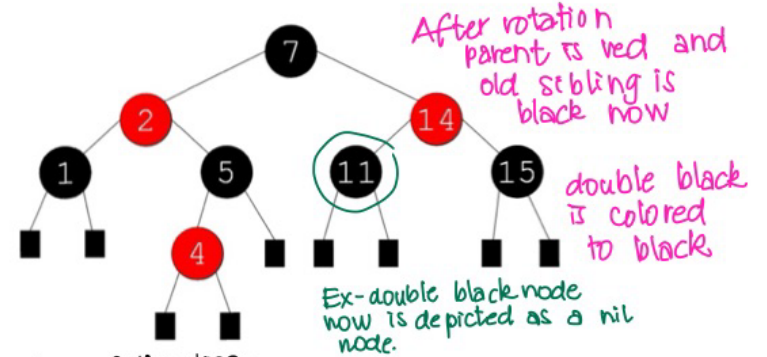 7
After rotation
parent is red and
old sibling is
black now
2
14
1
5
11
15
double black
is colored
to black
4
Ex-double black node
now is depicted as a nil
node.